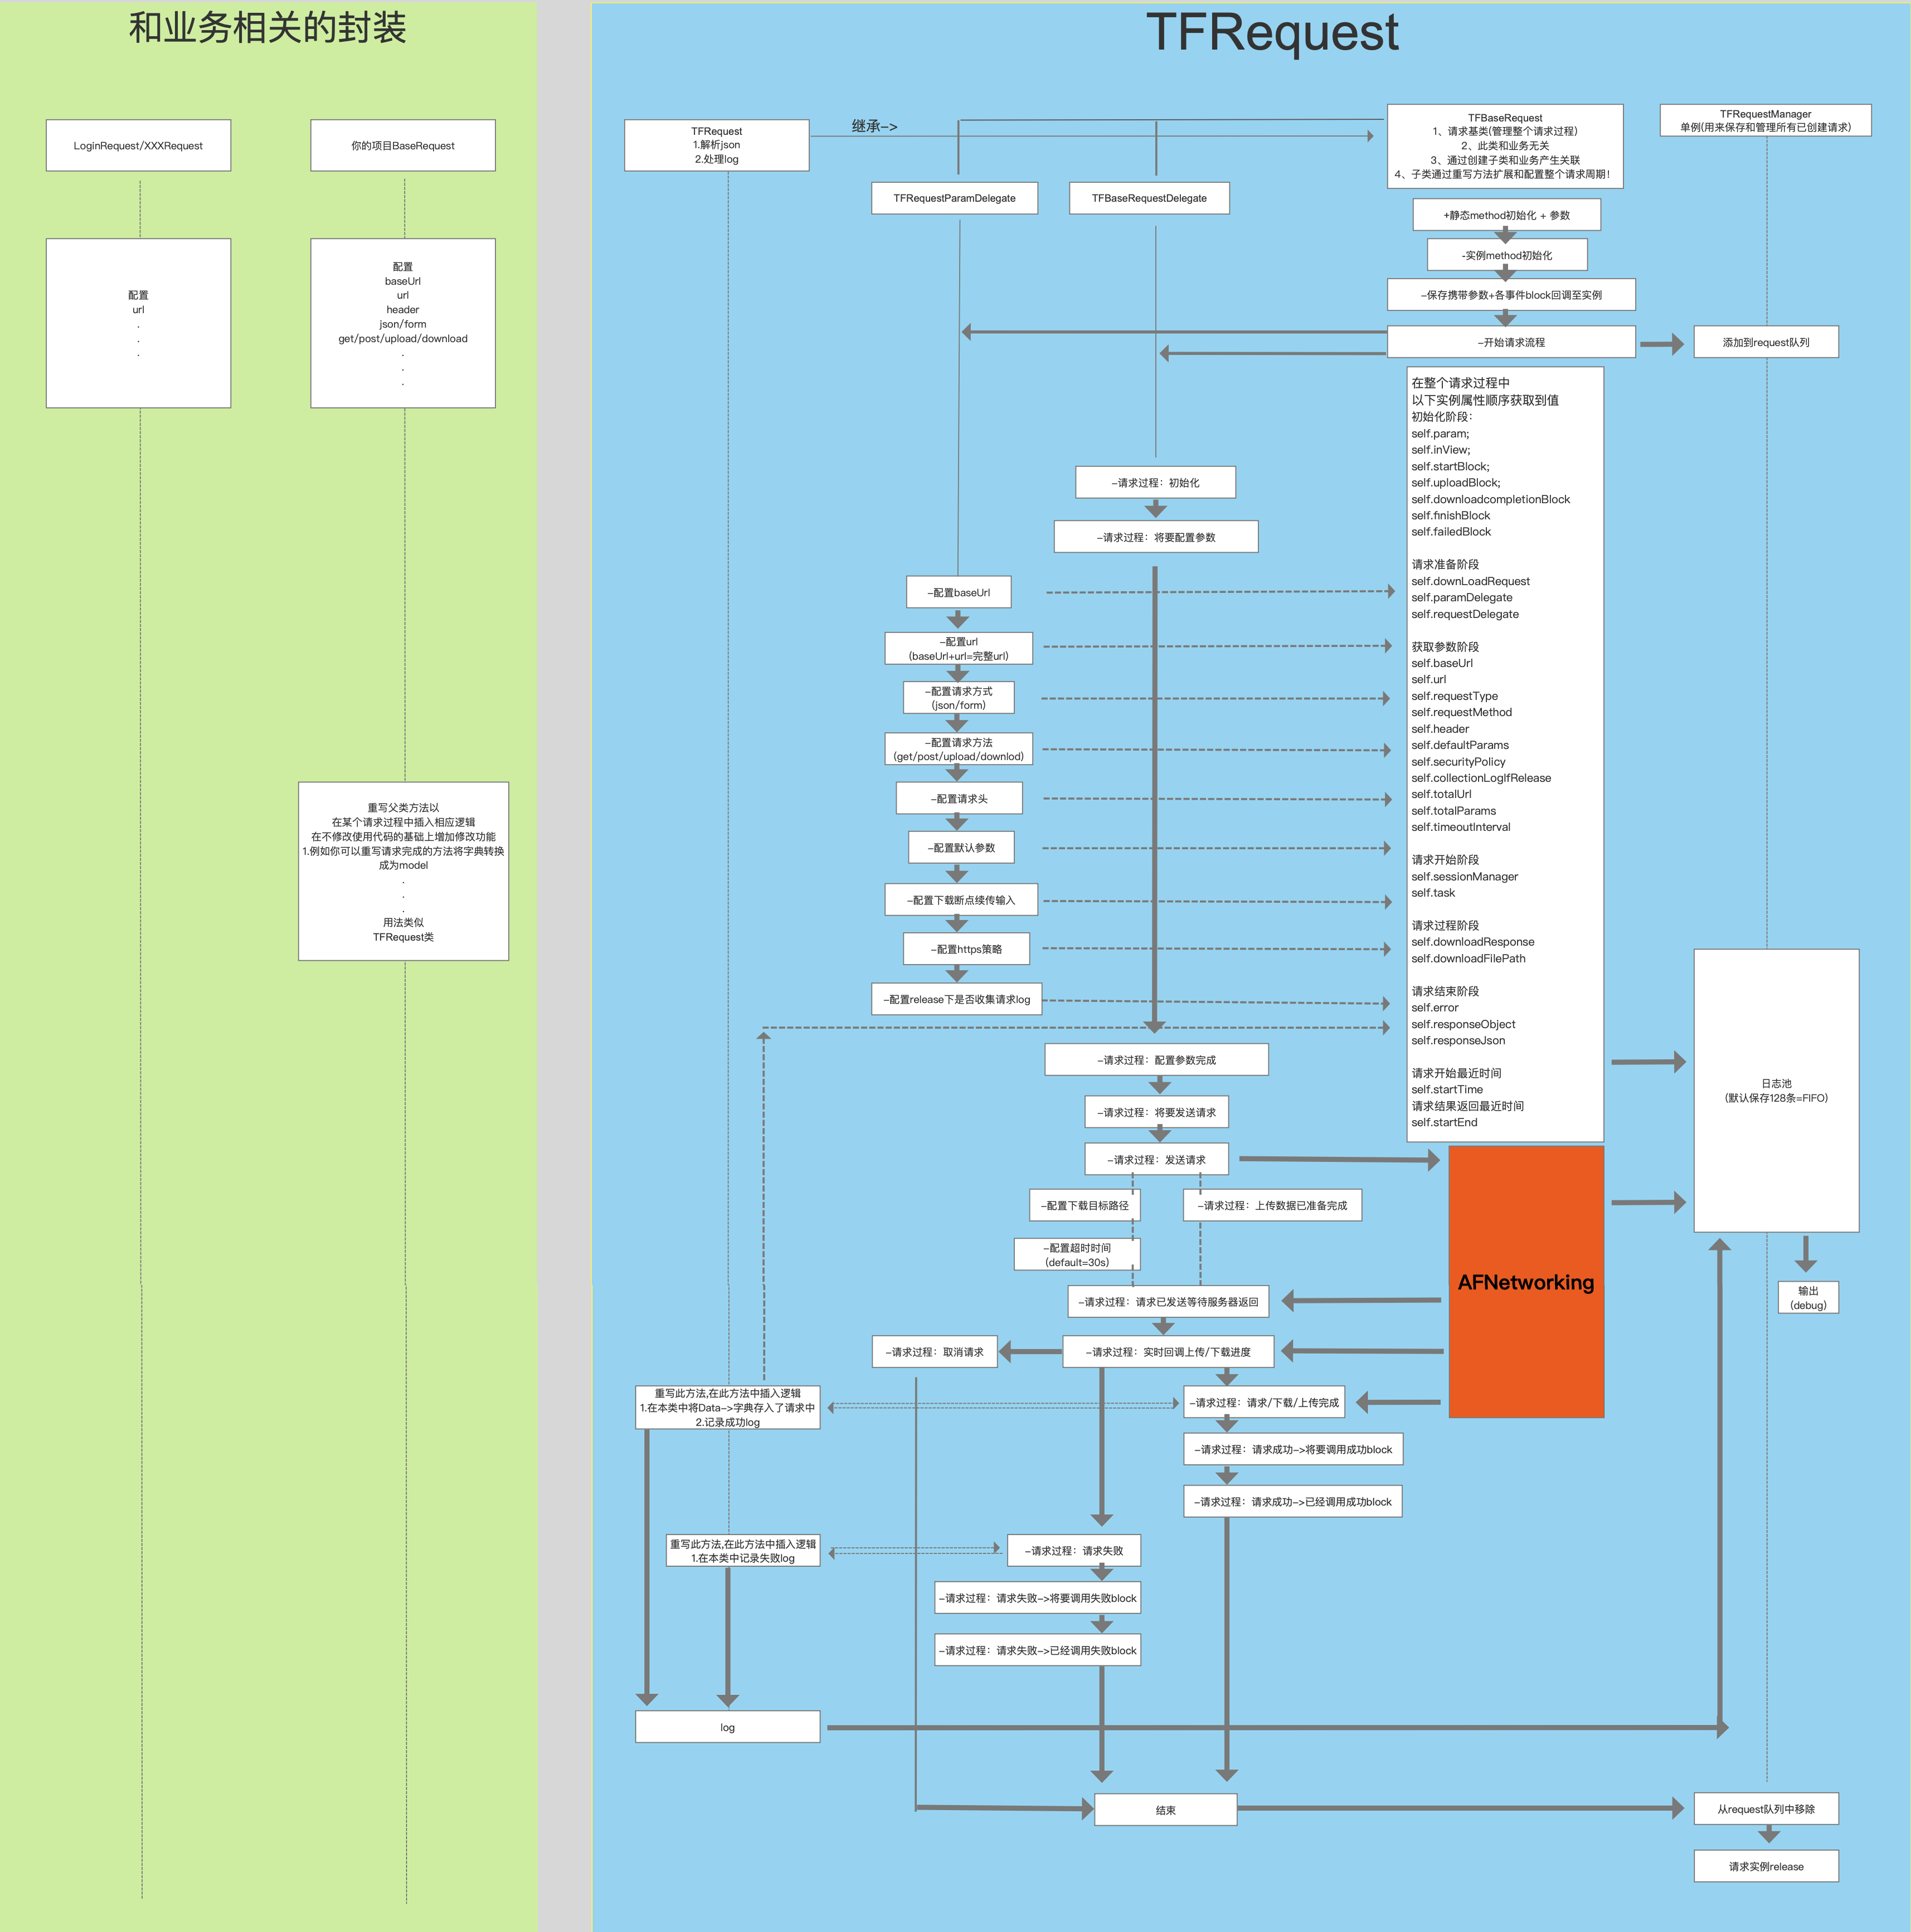 和业务相关的封装
TFRequest
LoginRequest/XXXRequest
你的项目BaseRequest
配置
url
.
.
.
配置
baseUrl
url
header
json/form
get/post/upload/download
.
.
.
重写父类方法以
在某个请求过程中插入相应逻辑
在不修改使用代码的基础上增加修改功能
1.例如你可以重写请求完成的方法将字典转换
成为model
.
.
.
用法类似
TFRequest类
TFRequest
1.解析json
2.处理log
继承->
TFBaseRequest
1、请求基类(管理整个请求过程)
2、此类和业务无关
3、通过创建子类和业务产生关联
4、子类通过重写方法扩展和配置整个请求周期!
TFRequestManager
单例(用来保存和管理所有已创建请求)
TFRequestParamDelegate
TFBaseRequestDelegate
+静态method初始化 + 参数
-实例method初始化
-保存携带参数+各事件block回调至实例
-开始请求流程
添加到request队列
在整个请求过程中
以下实例属性顺序获取到值
初始化阶段:
self.param;
self.inView;
self.startBlock;
self.uploadBlock;
self.downloadcompletionBlock
self.finishBlock
self.failedBlock
请求准备阶段
self.downLoadRequest
self.paramDelegate
self.requestDelegate
获取参数阶段
self.baseUrl
self.url
self.requestType
self.requestMethod
self.header
self.defaultParams
self.securityPolicy
self.collectionLogIfRelease
self.totalUrl
self.totalParams
self.timeoutInterval
请求开始阶段
self.sessionManager
self.task
请求过程阶段
self.downloadResponse
self.downloadFilePath
请求结束阶段
self.error
self.responseObject
self.responseJson
请求开始最近时间
self.startTime
请求结果返回最近时间
self.startEnd
-请求过程：初始化
-请求过程：将要配置参数
-配置baseUrl
-配置url
(baseUrl+url=完整url)
-配置请求方式
(json/form)
-配置请求方法
(get/post/upload/downlod)
-配置请求头
-配置默认参数
-配置下载断点续传输入
-配置https策略
-配置release下是否收集请求log
-请求过程：配置参数完成
-请求过程：将要发送请求
-请求过程：发送请求
-配置下载目标路径
-请求过程：上传数据已准备完成
-配置超时时间
(default=30s)
-请求过程：请求已发送等待服务器返回
AFNetworking
日志池
(默认保存128条=FIFO)
输出
(debug)
-请求过程：取消请求
-请求过程：实时回调上传/下载进度
重写此方法,在此方法中插入逻辑
1.在本类中将Data->字典存入了请求中
2.记录成功log
-请求过程：请求/下载/上传完成
-请求过程：请求成功->将要调用成功block
-请求过程：请求成功->已经调用成功block
重写此方法,在此方法中插入逻辑
1.在本类中记录失败log
-请求过程：请求失败
-请求过程：请求失败->将要调用失败block
-请求过程：请求失败->已经调用失败block
log
结束
从request队列中移除
请求实例release